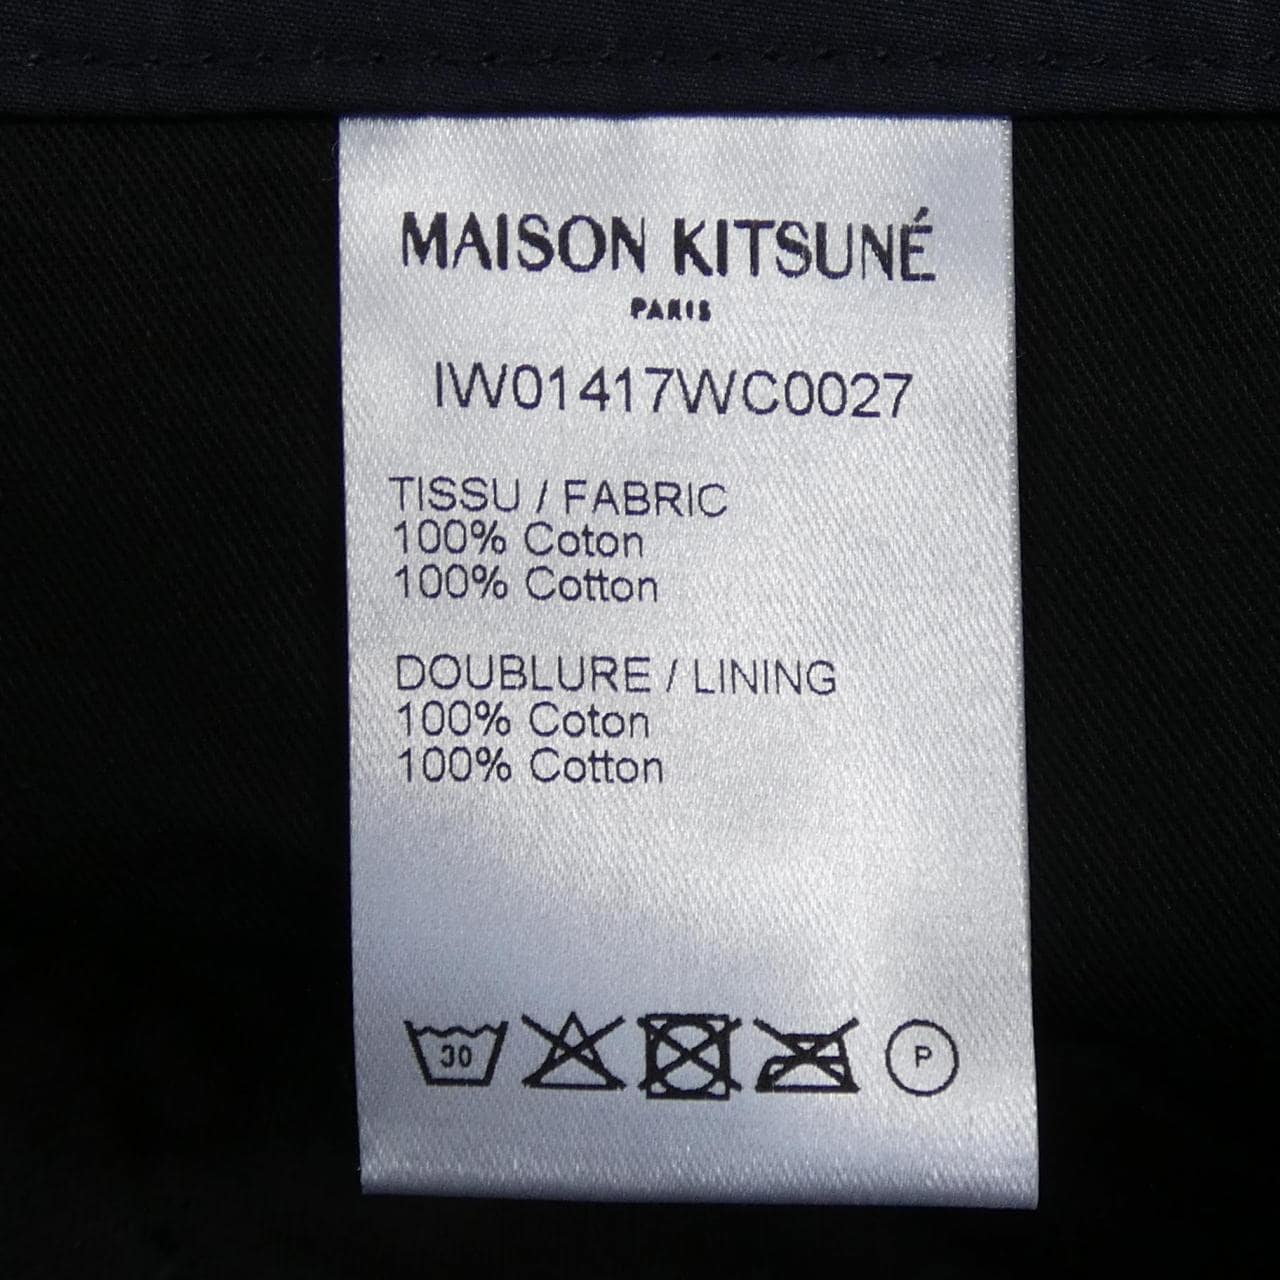 MAISON KITSUNÉ
PARIS
IW01417WC0027
TISSU / FABRIC
100% Coton
100% Cotton
DOUBLURE / LINING
100% Coton
100% Cotton
30 P